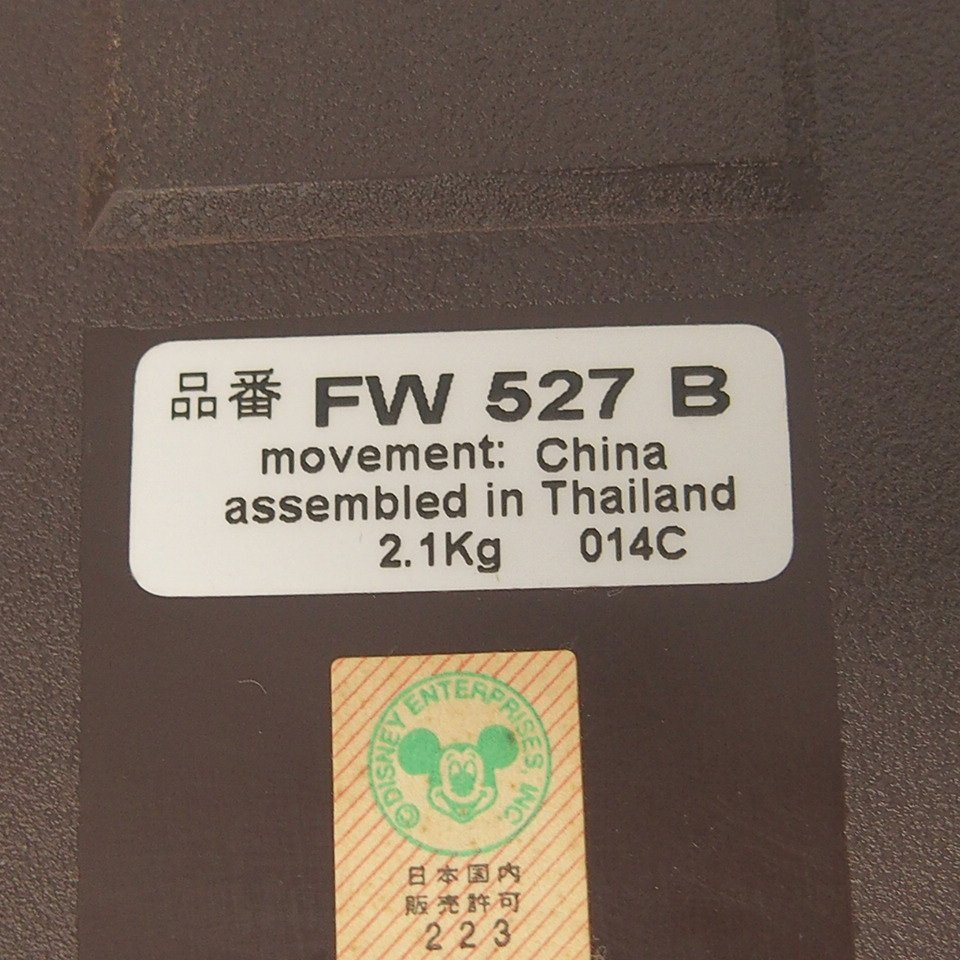 品番 FW 527 B
movement: China
assembled in Thailand
2.1Kg 014C
©DISNEY ENTERPRISES, INC
日本国内
販売許可
223